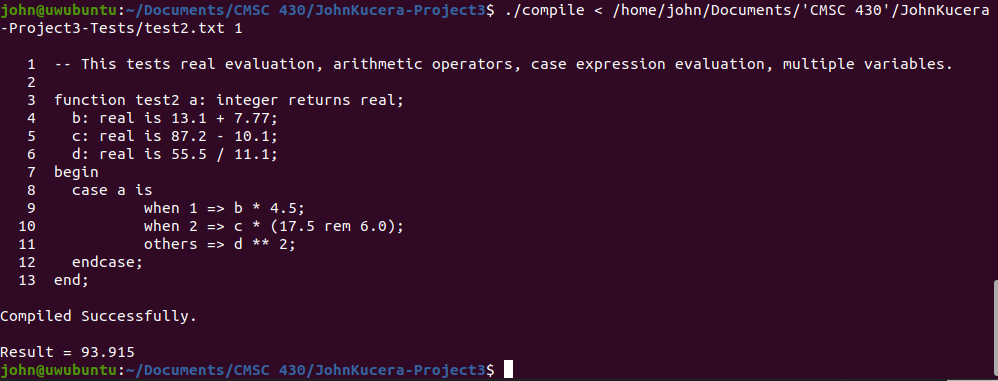 john@uwubuntu:~/Documents/CMSC 430/JohnKucera-Project3$ ./compile < /home/john/Documents/'CMSC 430'/JohnKucera
-Project3-Tests/test2.txt 1
1 -- This tests real evaluation, arithmetic operators, case expression evaluation, multiple variables.
2
3 function test2 a: integer returns real;
4 b: real is 13.1 + 7.77;
5 c: real is 87.2 - 10.1;
6 d: real is 55.5 / 11.1;
7 begin
8 case a is
9 when 1 => b * 4.5;
10 when 2 => c * (17.5 rem 6.0);
11 others => d ** 2;
12 endcase;
13 end;
Compiled Successfully.
Result = 93.915
john@uwubuntu:~/Documents/CMSC 430/JohnKucera-Project3$